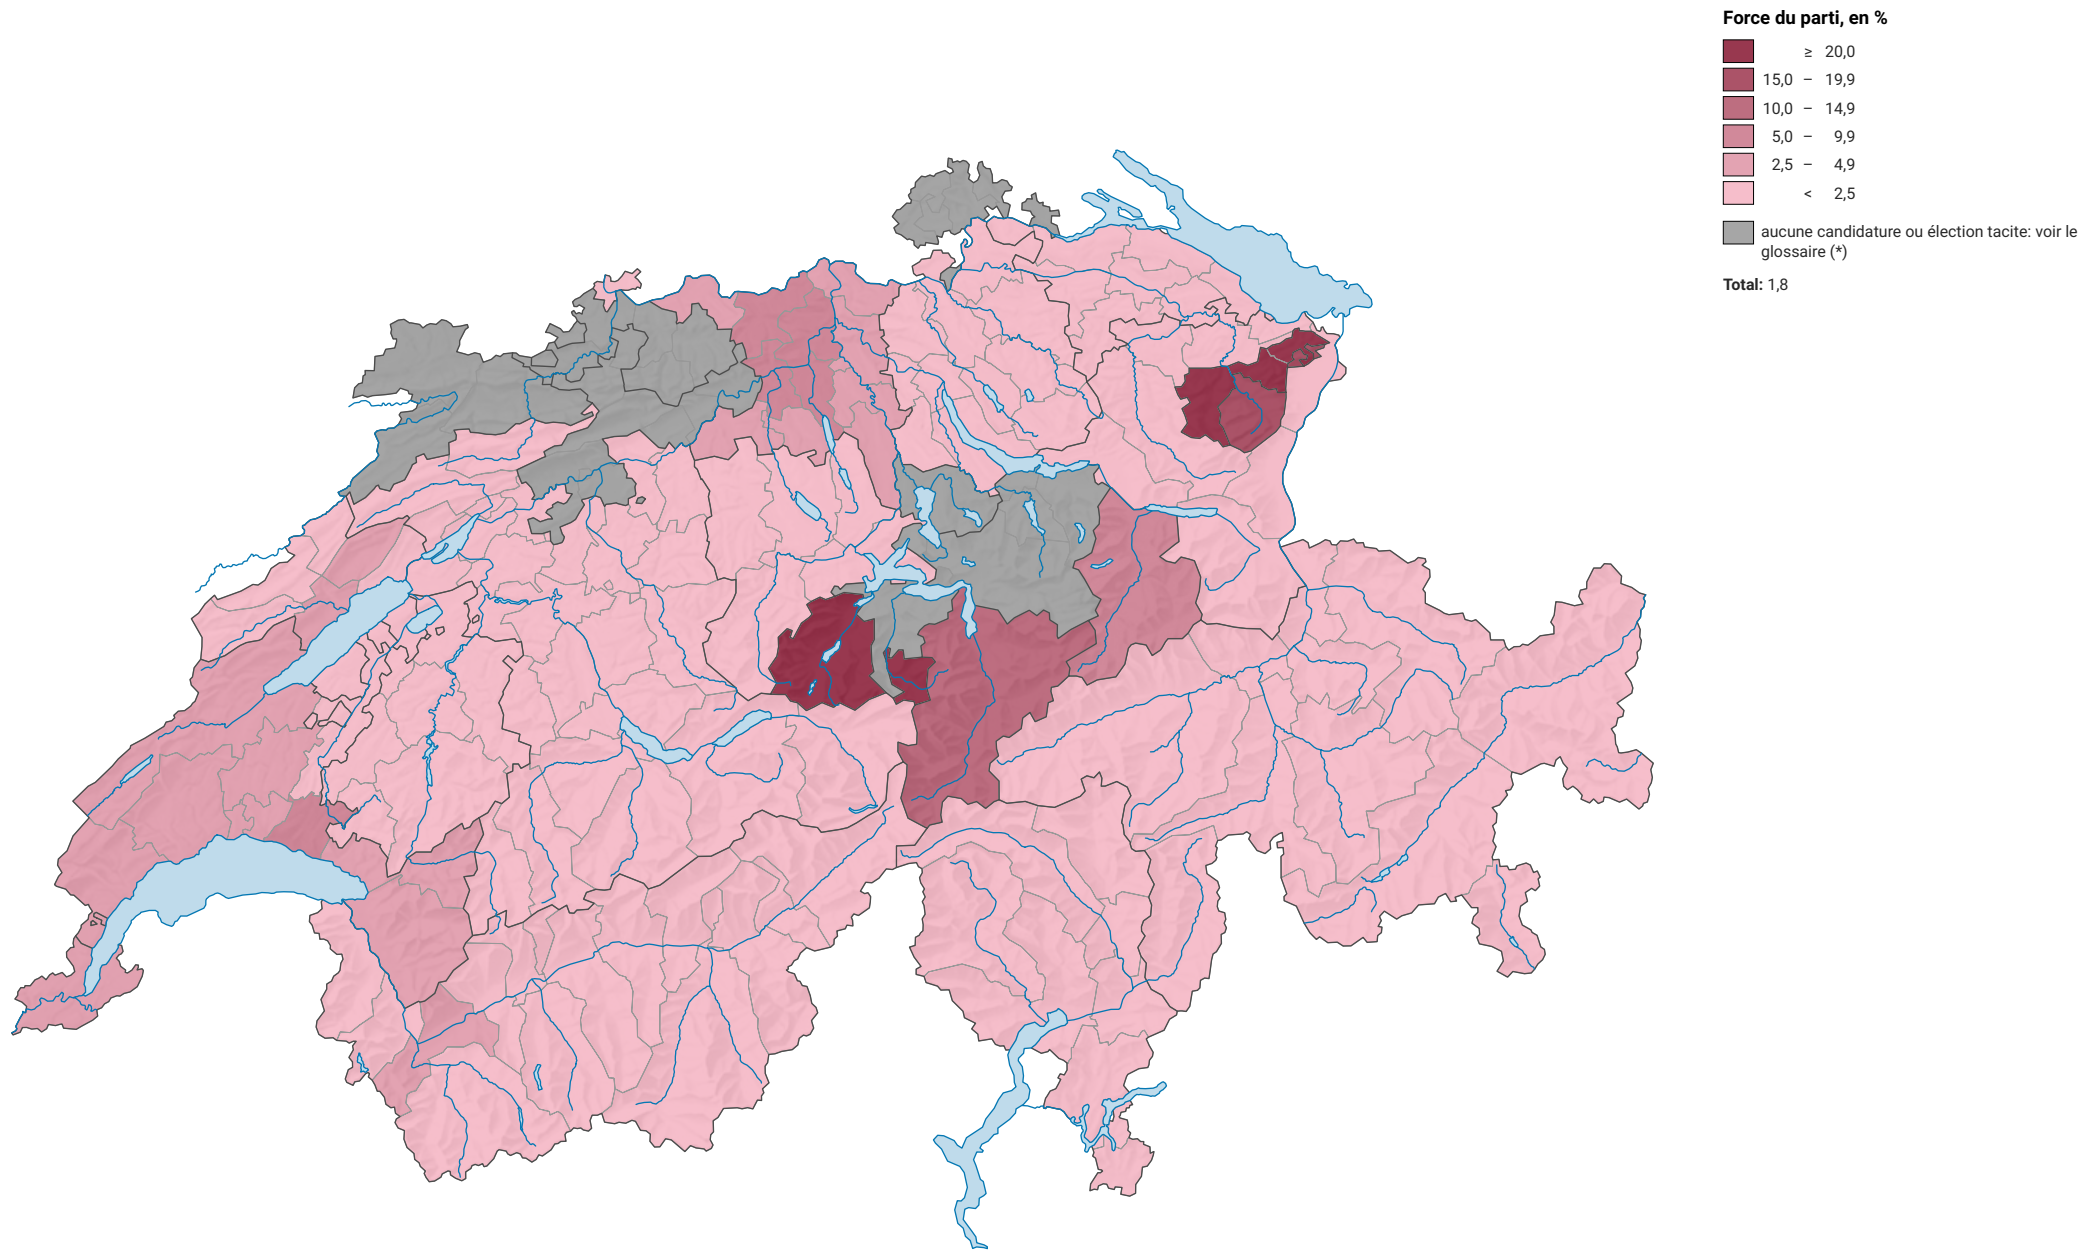 Force du parti, en %
≥ 20,0
15,0 – 19,9
10,0 – 14,9
5,0 – 9,9
2,5 – 4,9
< 2,5
aucune candidature ou élection tacite: voir le
glossaire (*)
Total: 1,8